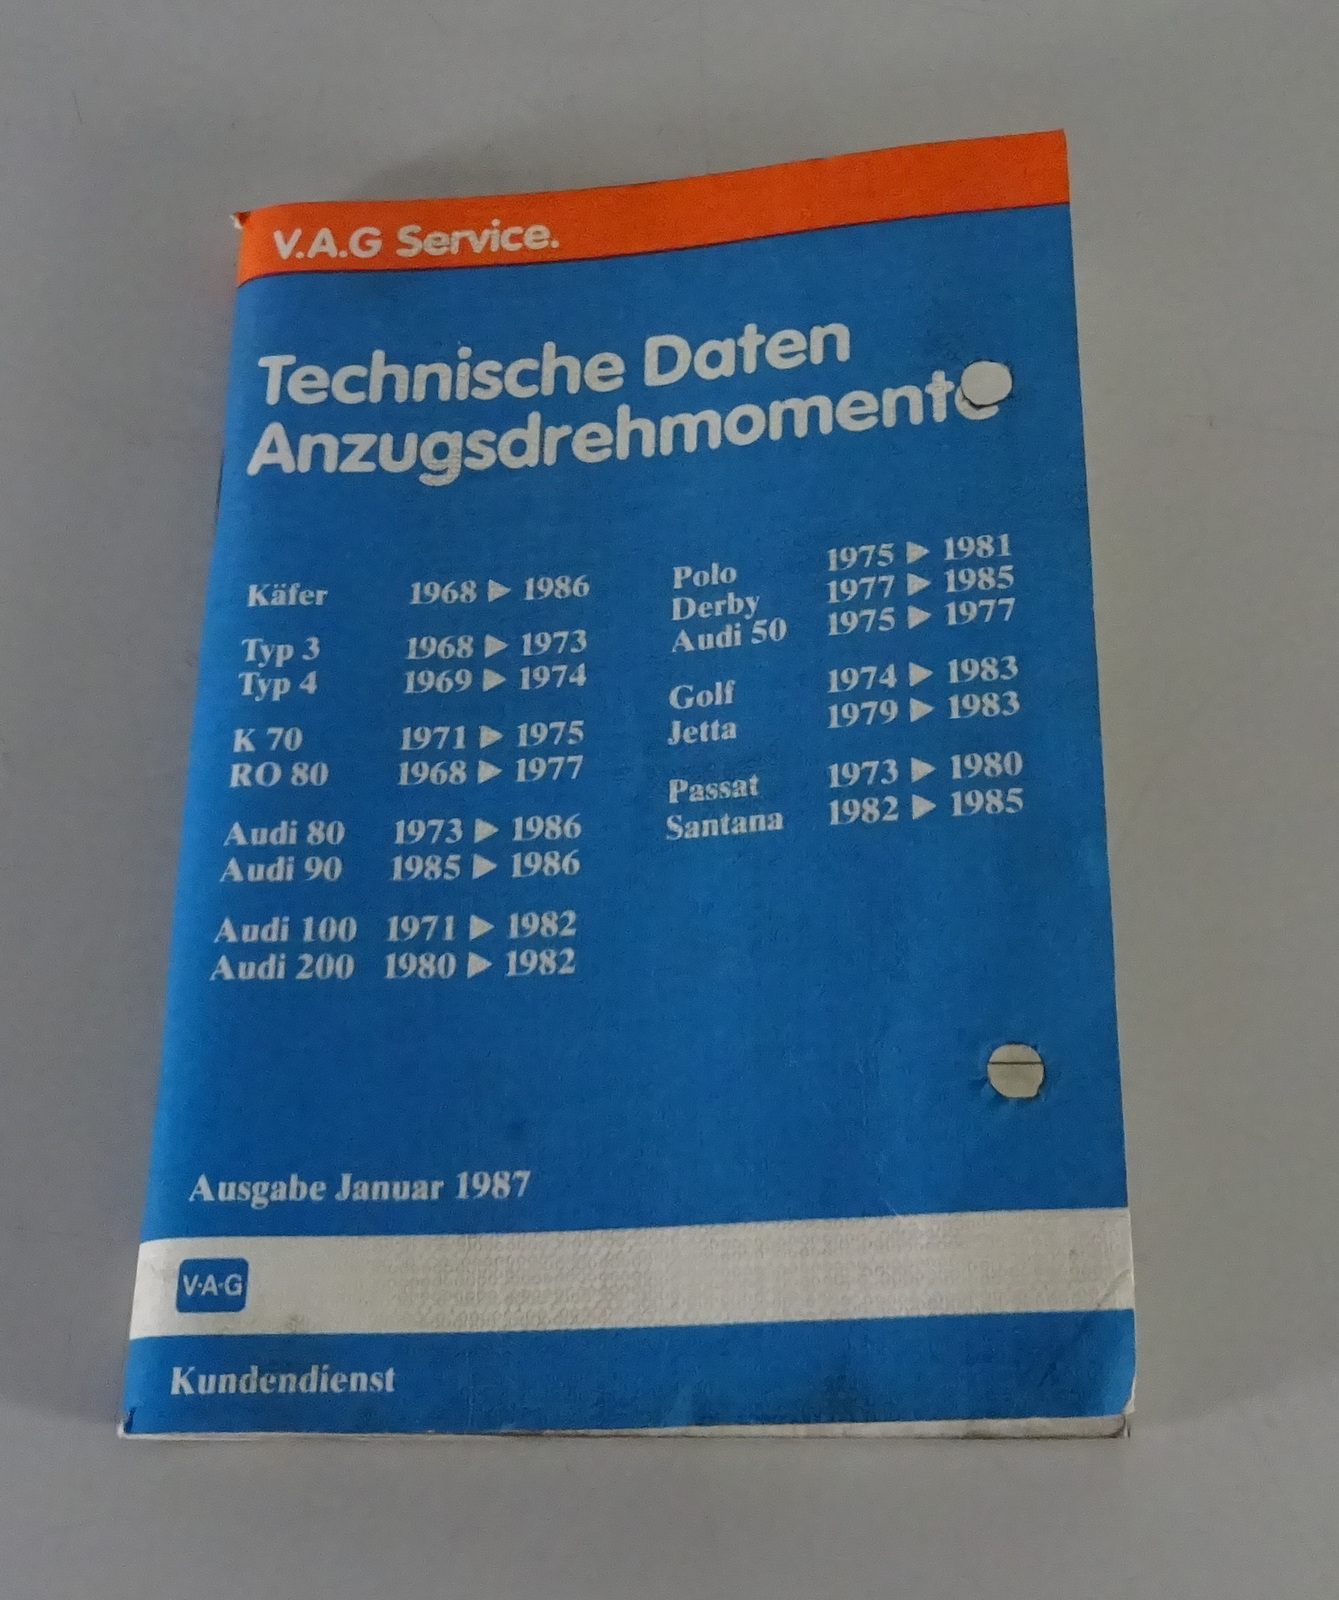 V.A.G Service.
Technische Daten
Anzugsdrehmomente
Käfer 1968 ▶ 1986
Typ 3 1968 ▶ 1973
Typ 4 1969 ▶ 1974
K 70 1971 ▶ 1975
RO 80 1968 ▶ 1977
Audi 80 1973 ▶ 1986
Audi 90 1985 ▶ 1986
Audi 100 1971 ▶ 1982
Audi 200 1980 ▶ 1982
Polo 1975 ▶ 1981
Derby 1977 ▶ 1985
Audi 50 1975 ▶ 1977
Golf 1974 ▶ 1983
Jetta 1979 ▶ 1983
Passat 1973 ▶ 1980
Santana 1982 ▶ 1985
Ausgabe Januar 1987
V·A·G
Kundendienst